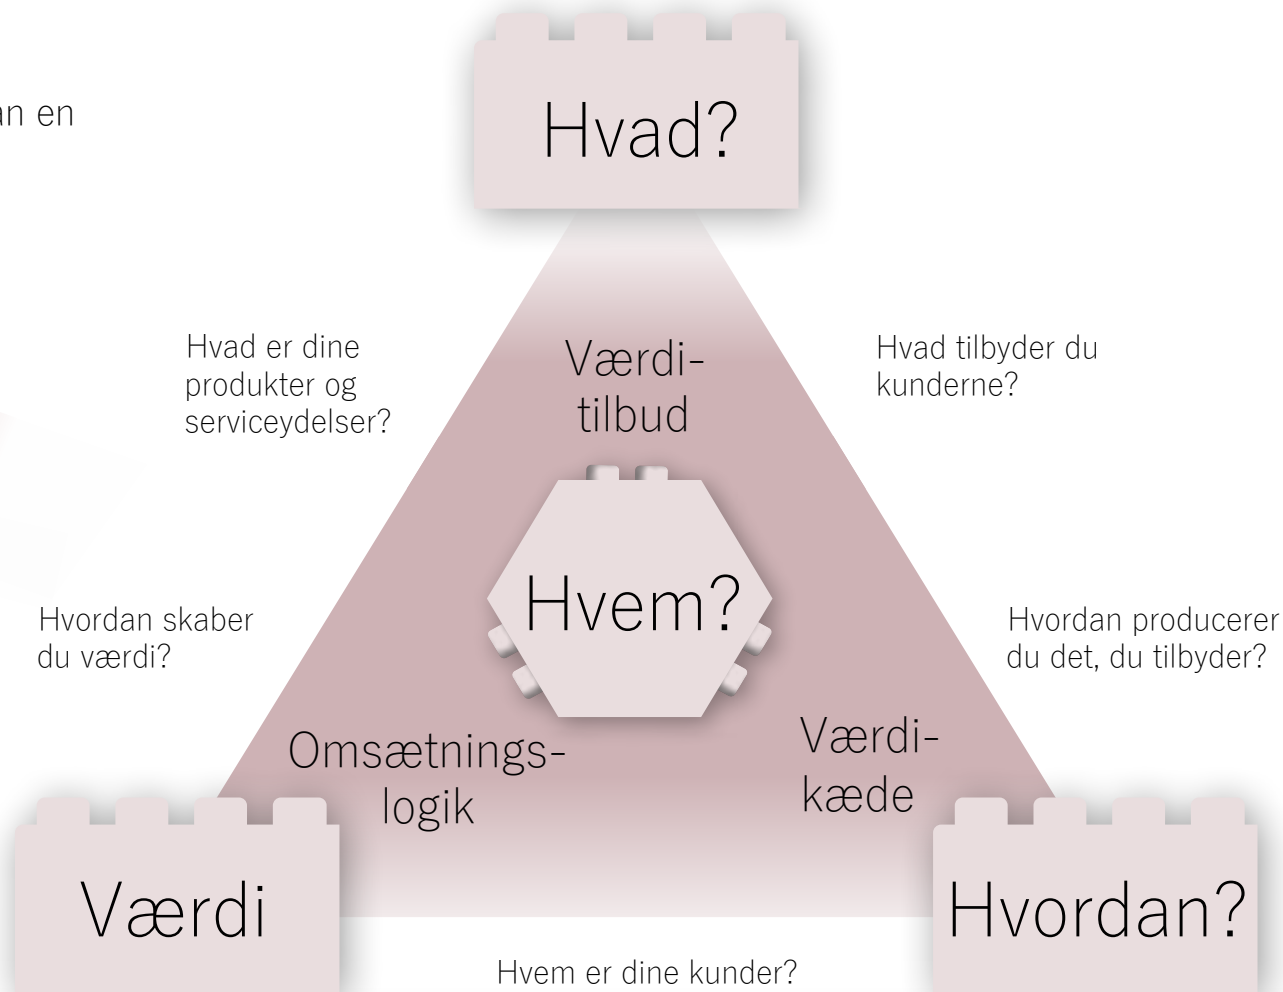 Hvad?
an en
Hvad er dine
produkter og
serviceydelser?
Værdi-
tilbud
Hvad tilbyder du
kunderne?
Hvem?
Hvordan skaber
du værdi?
Hvordan producerer
du det, du tilbyder?
Omsætnings-
logik
Værdi-
kæde
Værdi
Hvordan?
Hvem er dine kunder?